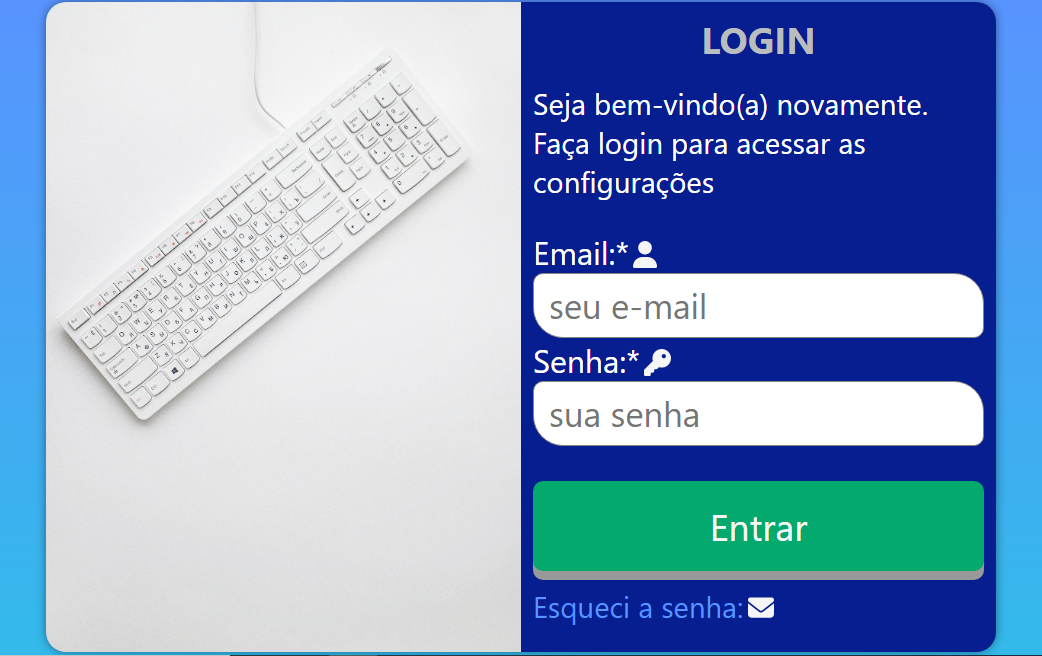 LOGIN
Seja bem-vindo(a) novamente.
Faça login para acessar as
configurações
Email:*
seu e-mail
Senha:*
sua senha
Entrar
Esqueci a senha: